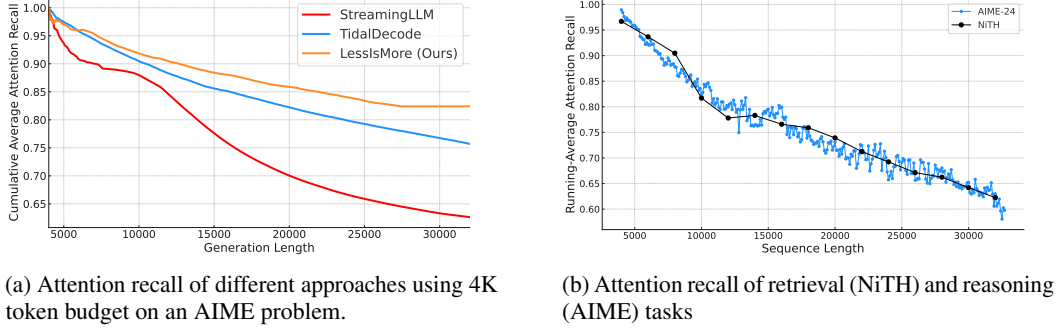 Cumulative Average Attention Recall
1.00
0.95
0.90
0.85
0.80
0.75
0.70
0.65
5000 10000 15000 20000 25000 30000
Generation Length
StreamingLLM
TidalDecode
LessIsMore (Ours)
(a) Attention recall of different approaches using 4K
token budget on an AIME problem.
Running-Average Attention Recall
1.00
0.95
0.90
0.85
0.80
0.75
0.70
0.65
0.60
5000 10000 15000 20000 25000 30000
Sequence Length
AIME-24
NiTH
(b) Attention recall of retrieval (NiTH) and reasoning
(AIME) tasks